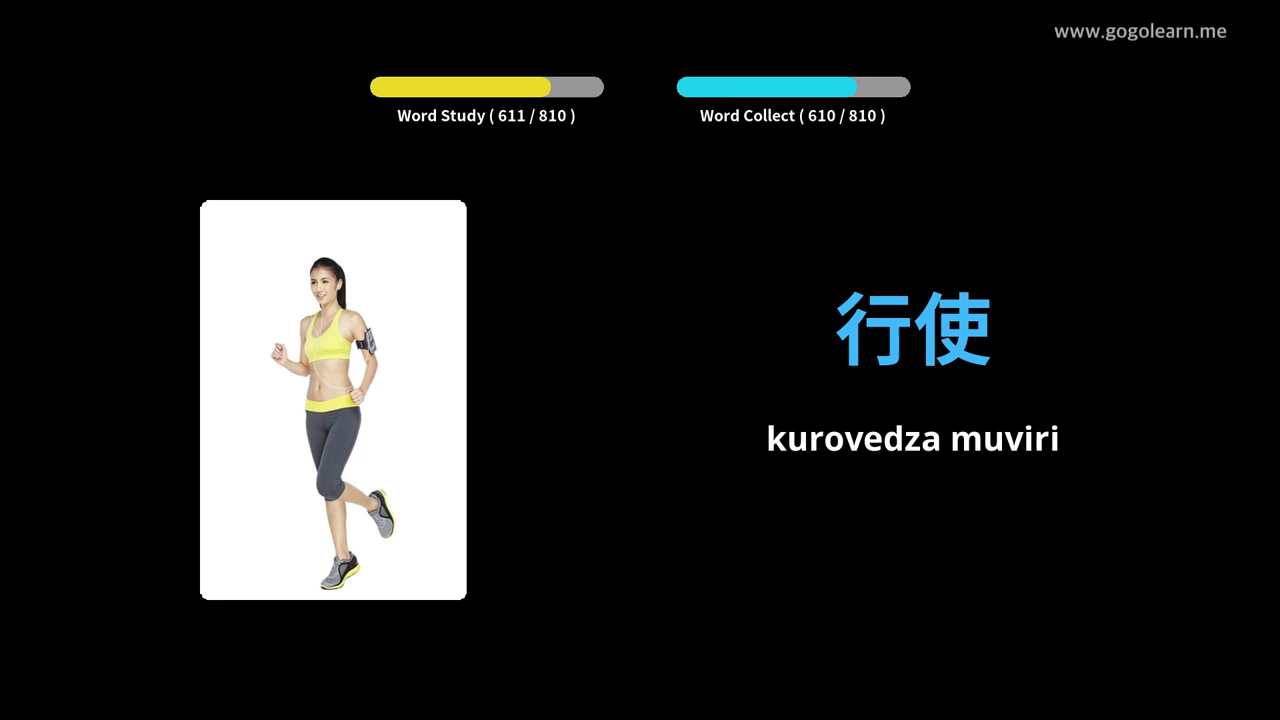 www.gogolearn.me
Word Study ( 611 / 810 )
Word Collect ( 610 / 810 )
行使
kurovedza muviri